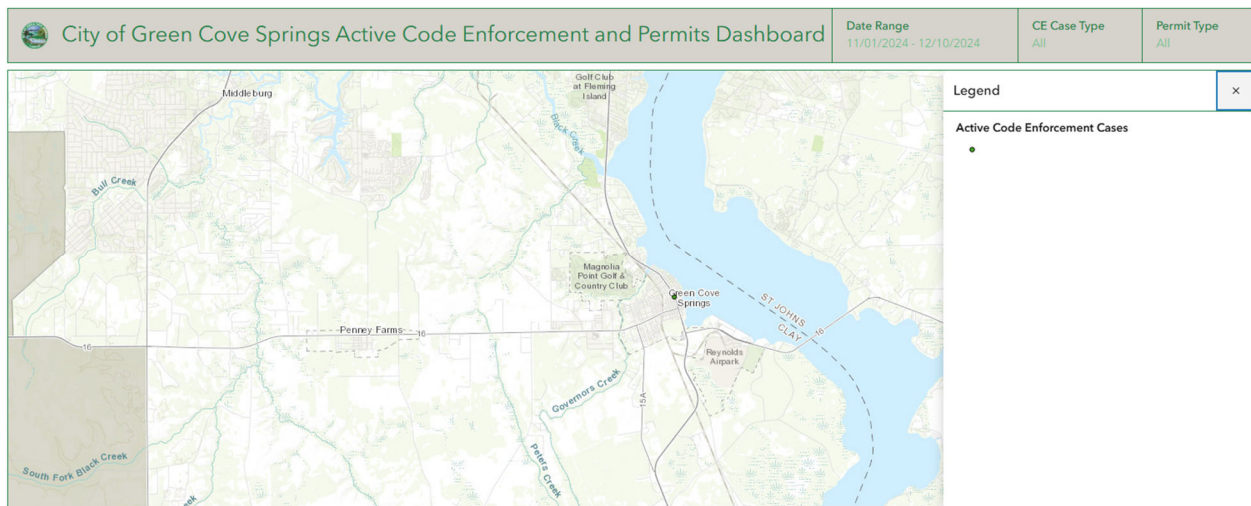 City of Green Cove Springs Active Code Enforcement and Permits Dashboard
Date Range
11/01/2024 - 12/10/2024
CE Case Type
All
Permit Type
All
Legend
×
Active Code Enforcement Cases
Golf Club
at Fleming
Island
Middleburg
Black Creek
Bull Creek
Magnolia
Point Golf &
Country Club
Green Cove
Springs
ST JOHNS
CLAY
16
Penney Farms
16
16
Reynolds
Airpark
Governors Creek
15A
Peters Creek
South Fork Black Creek
ek